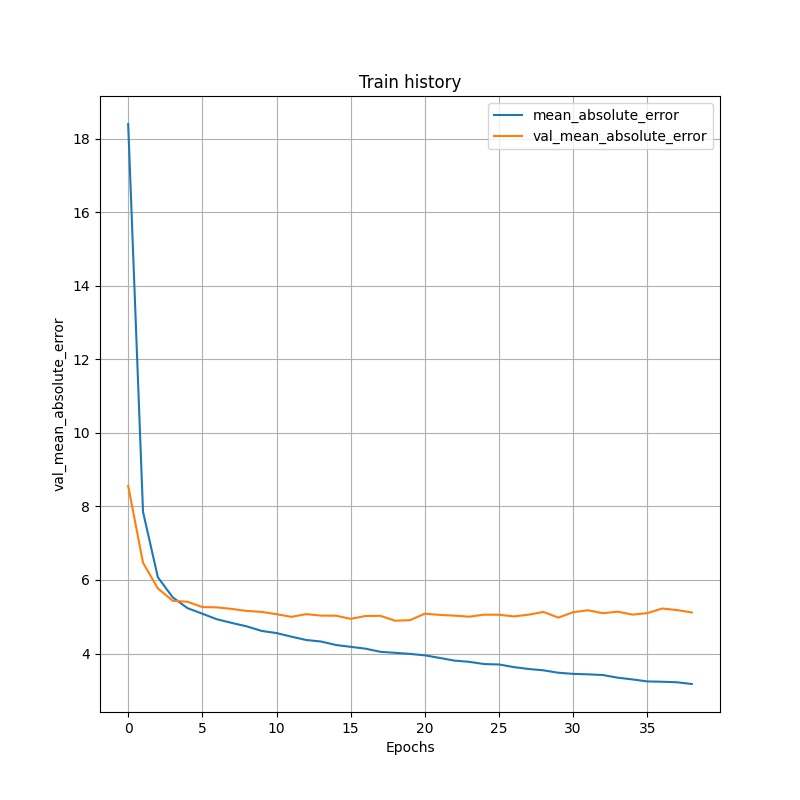 Train history
mean_absolute_error
val_mean_absolute_error
val_mean_absolute_error
18
16
14
12
10
8
6
4
0 5 10 15 20 25 30 35
Epochs